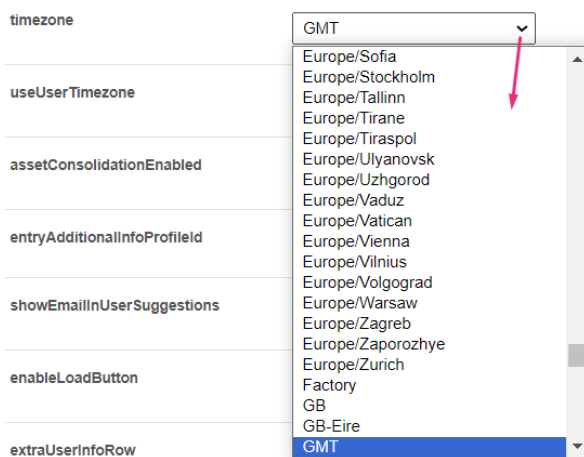 timezone
GMT
Europe/Sofia
Europe/Stockholm
useUserTimezone
Europe/Tallinn
Europe/Tirane
Europe/Tiraspol
assetConsolidationEnabled
Europe/Ulyanovsk
Europe/Uzhgorod
Europe/Vaduz
Europe/Vatican
entryAdditionalInfoProfileId
Europe/Vienna
Europe/Vilnius
Europe/Volgograd
showEmailInUserSuggestions
Europe/Warsaw
Europe/Zagreb
Europe/Zaporozhye
Europe/Zurich
enableLoadButton
Factory
GB
GB-Eire
extraUserInfoRow
GMT